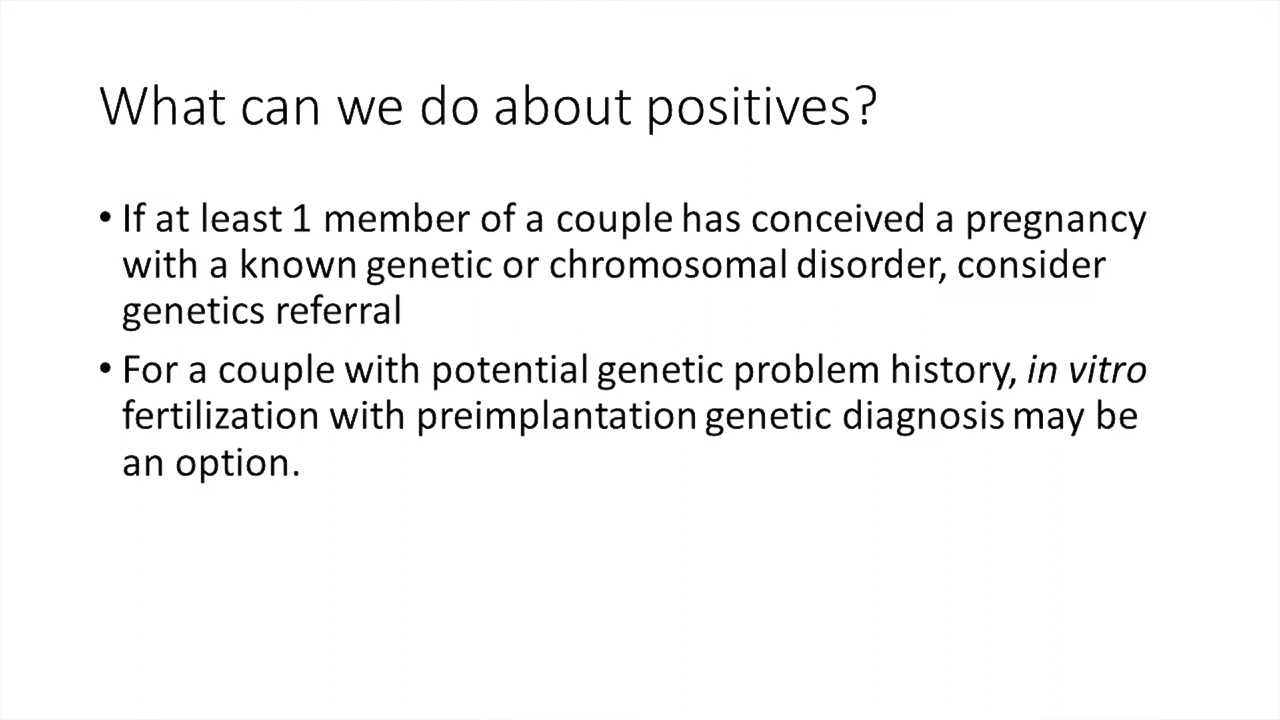 What can we do about positives?
• If at least 1 member of a couple has conceived a pregnancy
with a known genetic or chromosomal disorder, consider
genetics referral
• For a couple with potential genetic problem history, in vitro
fertilization with preimplantation genetic diagnosis may be
an option.